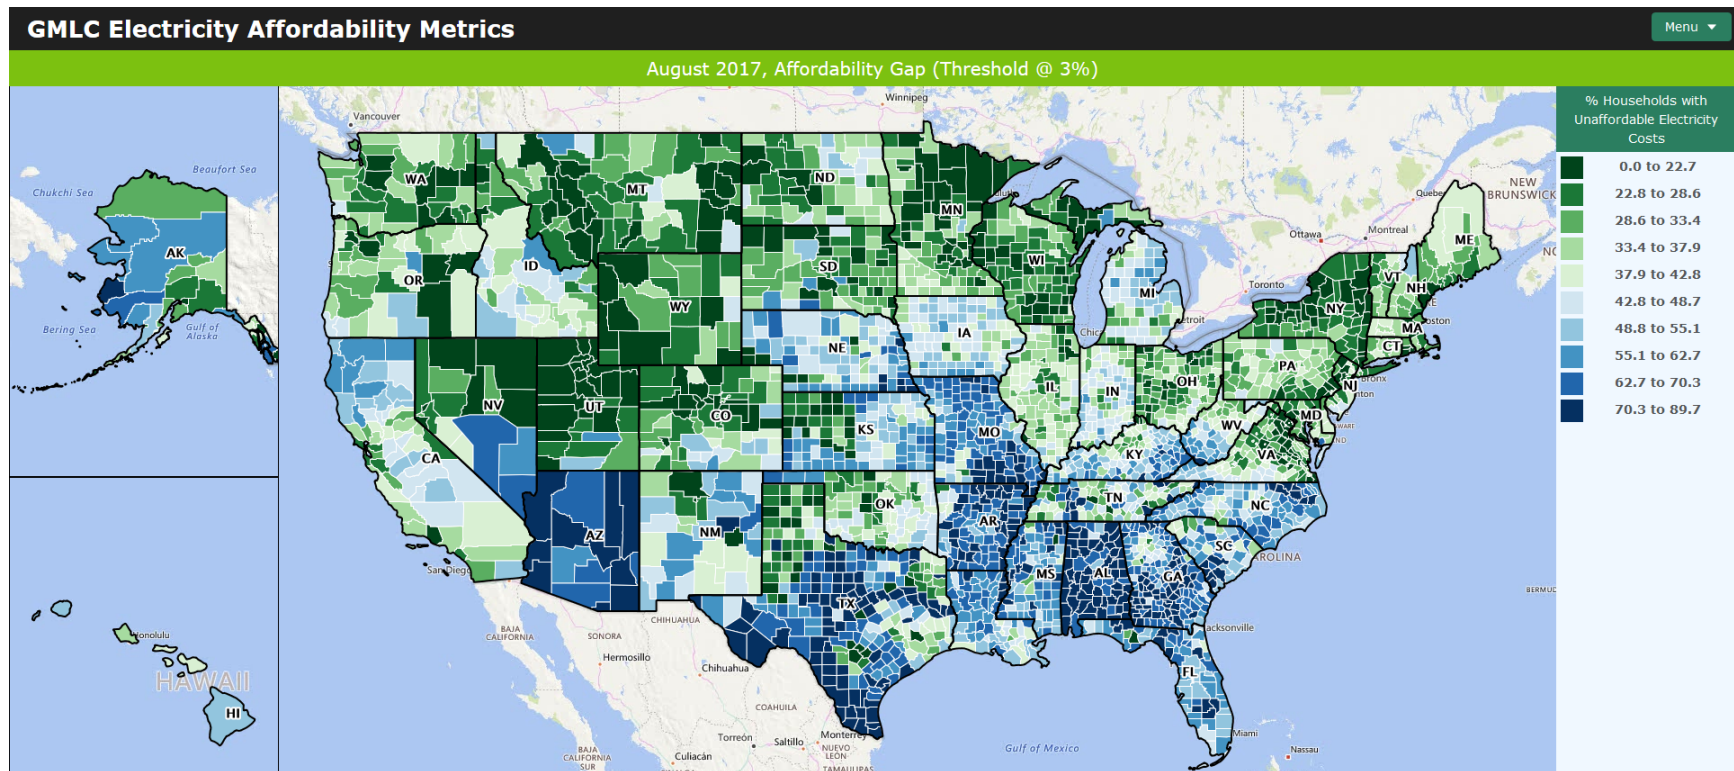 GMLC Electricity Affordability Metrics
Menu
August 2017, Affordability Gap (Threshold @ 3%)
% Households with
Unaffordable Electricity
Costs
0.0 to 22.7
22.8 to 28.6
28.6 to 33.4
33.4 to 37.9
37.9 to 42.8
42.8 to 48.7
48.8 to 55.1
55.1 to 62.7
62.7 to 70.3
70.3 to 89.7
Beaufort Sea
Chukchi Sea
AK
Bering Sea
Gulf of
Alaska
Honolulu
HAWAII
HI
Winnipeg
Vancouver
NEW
BRUNSWICK
Ottawa
Montreal
Toronto
WA
MT
ND
MN
ME
OR
ID
SD
WI
VT
NH
WY
MI
NY
MA
CT
IA
NE
PA
NJ
NV
UT
CO
IL
IN
OH
MD
KS
MO
WV
VA
KY
CA
OK
TN
NC
AZ
NM
AR
SC
MS
AL
GA
TX
FL
San Diego
BAJA
CALIFORNIA
SONORA
CHIHUAHUA
Hermosillo
Chihuahua
COAHUILA
Torreón
Saltillo
Monterrey
NUEVO
LEÓN
TAMAULIPAS
BAJA
CALIFORNIA
SUR
Culiacán
Gulf of Mexico
Miami
Nassau